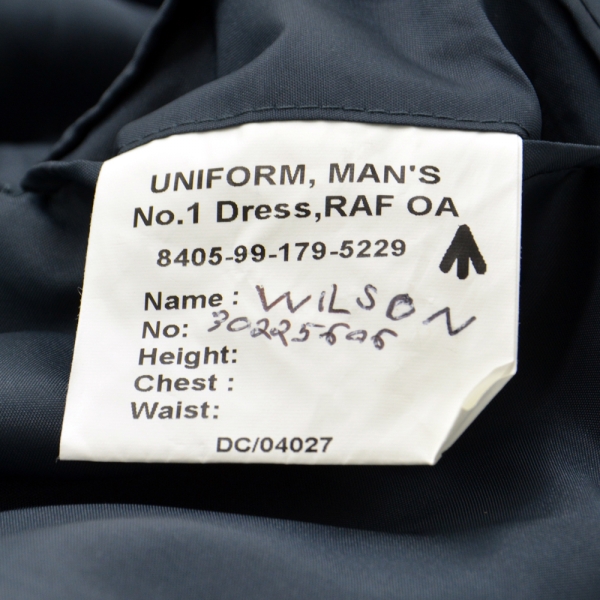 UNIFORM, MAN'S
No.1 Dress,RAF OA
8405-99-179-5229
Name : WILSON
No: 30225606
Height:
Chest :
Waist:
DC/04027